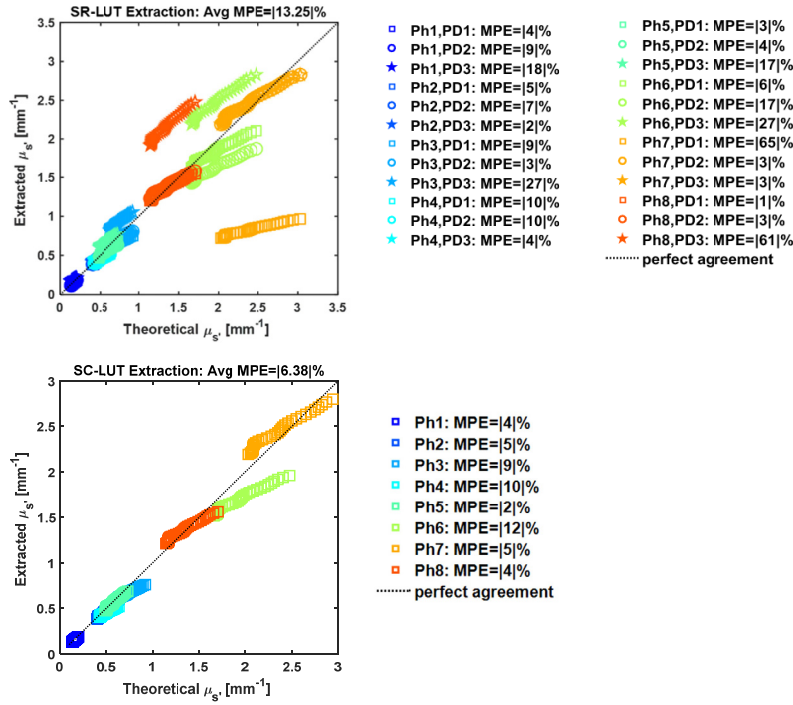 SR-LUT Extraction: Avg MPE=|13.25|%
3.5
3
2.5
2
1.5
1
0.5
0
Extracted μs' [mm-1]
0 0.5 1 1.5 2 2.5 3 3.5
Theoretical μs' [mm-1]
Ph1,PD1: MPE=|4|%
Ph1,PD2: MPE=|9|%
Ph1,PD3: MPE=|18|%
Ph2,PD1: MPE=|5|%
Ph2,PD2: MPE=|7|%
Ph2,PD3: MPE=|2|%
Ph3,PD1: MPE=|9|%
Ph3,PD2: MPE=|3|%
Ph3,PD3: MPE=|27|%
Ph4,PD1: MPE=|10|%
Ph4,PD2: MPE=|10|%
Ph4,PD3: MPE=|4|%
Ph5,PD1: MPE=|3|%
Ph5,PD2: MPE=|4|%
Ph5,PD3: MPE=|17|%
Ph6,PD1: MPE=|6|%
Ph6,PD2: MPE=|17|%
Ph6,PD3: MPE=|27|%
Ph7,PD1: MPE=|65|%
Ph7,PD2: MPE=|3|%
Ph7,PD3: MPE=|3|%
Ph8,PD1: MPE=|1|%
Ph8,PD2: MPE=|3|%
Ph8,PD3: MPE=|61|%
perfect agreement
SC-LUT Extraction: Avg MPE=|6.38|%
3
2.5
2
1.5
1
0.5
0
Extracted μs' [mm-1]
0 0.5 1 1.5 2 2.5 3
Theoretical μs' [mm-1]
Ph1: MPE=|4|%
Ph2: MPE=|5|%
Ph3: MPE=|9|%
Ph4: MPE=|10|%
Ph5: MPE=|2|%
Ph6: MPE=|12|%
Ph7: MPE=|5|%
Ph8: MPE=|4|%
perfect agreement